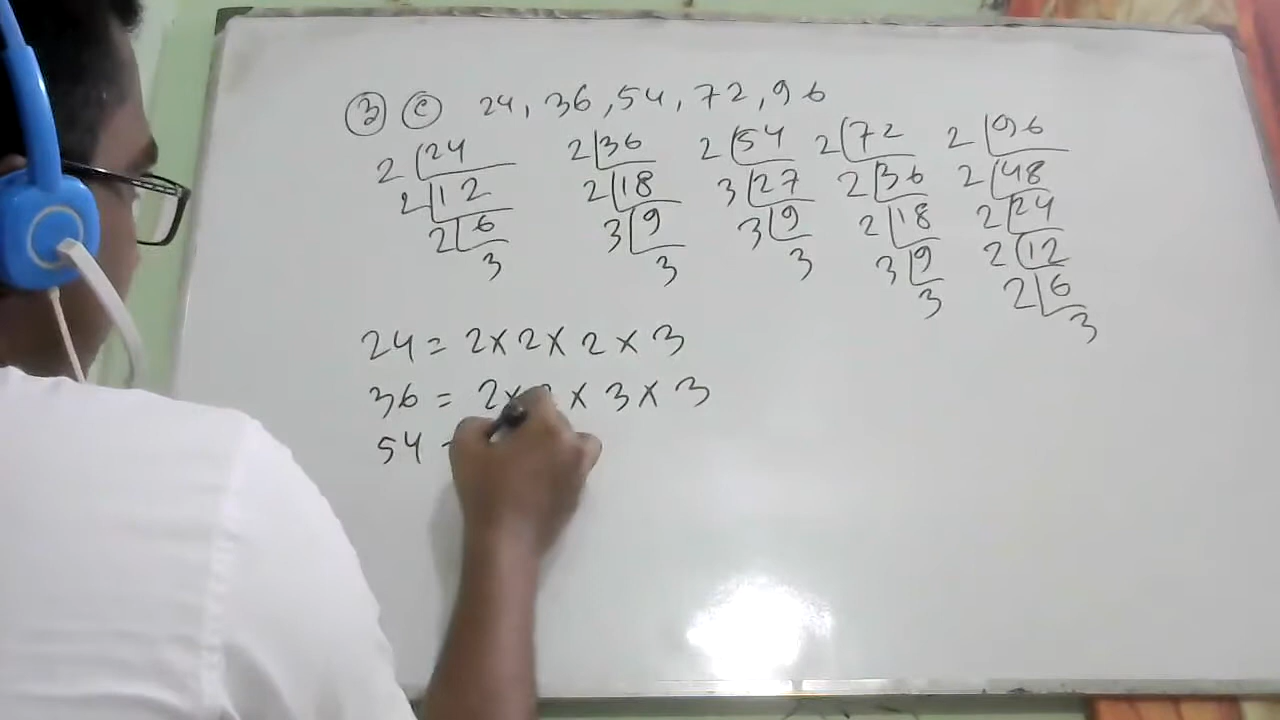 3 c 24, 36, 54, 72, 96
2 24 2 36 2 54 2 72 2 96
2 12 2 18 3 27 2 36 2 48
2 6 3 9 3 9 2 18 2 24
3 3 3 3 9 2 12
3 2 6
3
24 = 2 × 2 × 2 × 3
36 = 2 × 2 × 3 × 3
54